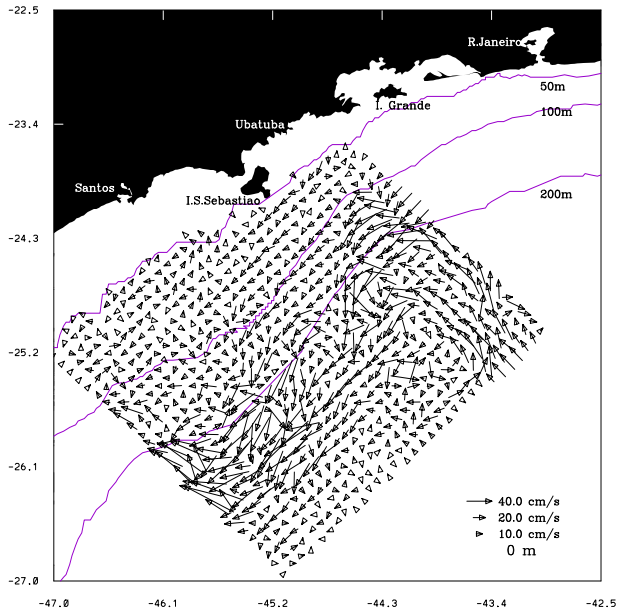 -22.5
R.Janeiro
50m
I. Grande
100m
-23.4
Ubatuba
Santos
200m
I.S.Sebastiao
-24.3
-25.2
-26.1
40.0 cm/s
20.0 cm/s
10.0 cm/s
0 m
-27.0
-47.0 -46.1 -45.2 -44.3 -43.4 -42.5